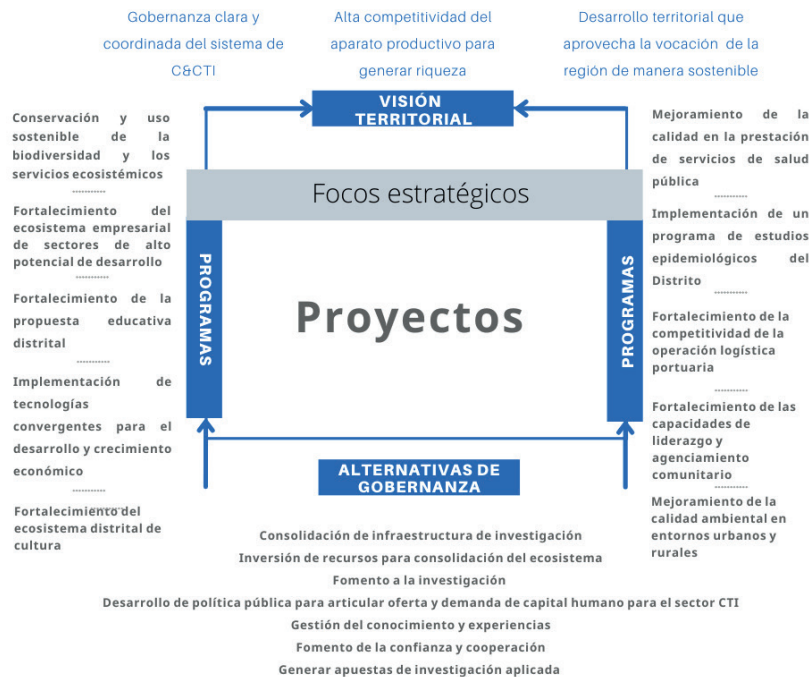 Gobernanza clara y
coordinada del sistema de
C&CTI
Alta competitividad del
aparato productivo para
generar riqueza
Desarrollo territorial que
aprovecha la vocación de la
región de manera sostenible
VISIÓN
TERRITORIAL
Conservación y uso
sostenible de la
biodiversidad y los
servicios ecosistémicos
Fortalecimiento del
ecosistema empresarial
de sectores de alto
potencial de desarrollo
Fortalecimiento de la
propuesta educativa
distrital
Implementación de
tecnologías
convergentes para el
desarrollo y crecimiento
económico
Fortalecimiento del
ecosistema distrital de
cultura
Focos estratégicos
PROGRAMAS
Proyectos
PROGRAMAS
Mejoramiento de la
calidad en la prestación
de servicios de salud
pública
Implementación de un
programa de estudios
epidemiológicos del
Distrito
Fortalecimiento de la
competitividad de la
operación logística
portuaria
Fortalecimiento de las
capacidades de
liderazgo y
agenciamiento
comunitario
Mejoramiento de la
calidad ambiental en
entornos urbanos y
rurales
ALTERNATIVAS DE
GOBERNANZA
Consolidación de infraestructura de investigación
Inversión de recursos para consolidación del ecosistema
Fomento a la investigación
Desarrollo de política pública para articular oferta y demanda de capital humano para el sector CTI
Gestión del conocimiento y experiencias
Fomento de la confianza y cooperación
Generar apuestas de investigación aplicada